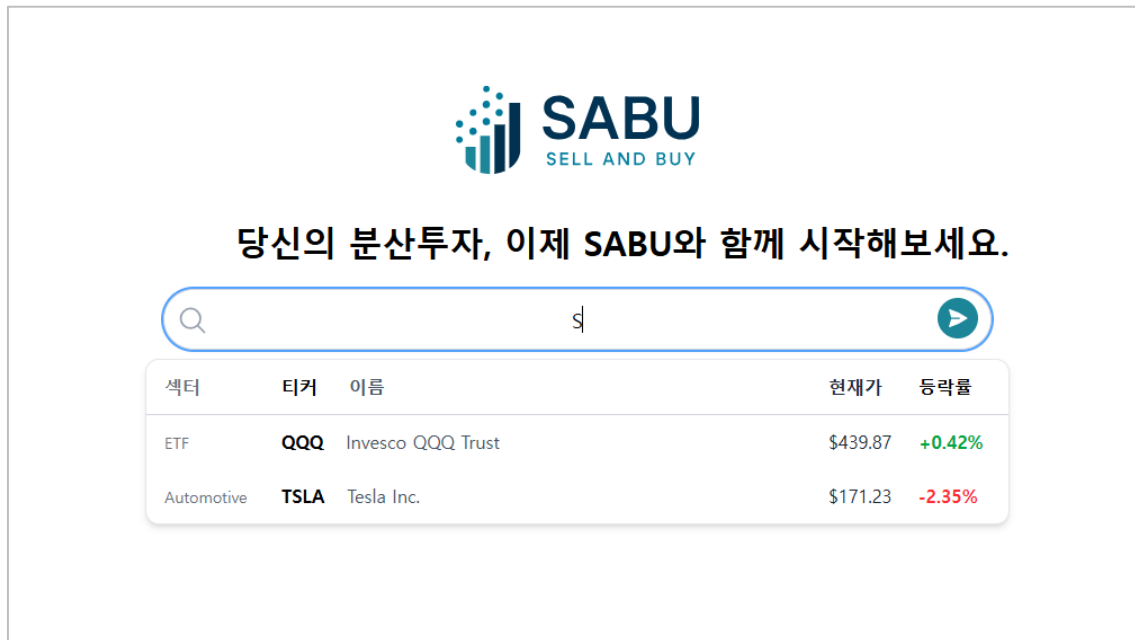 SABU
SELL AND BUY
당신의 분산투자, 이제 SABU와 함께 시작해보세요.
S
섹터 티커 이름 현재가 등락률
ETF QQQ Invesco QQQ Trust $439.87 +0.42%
Automotive TSLA Tesla Inc. $171.23 -2.35%